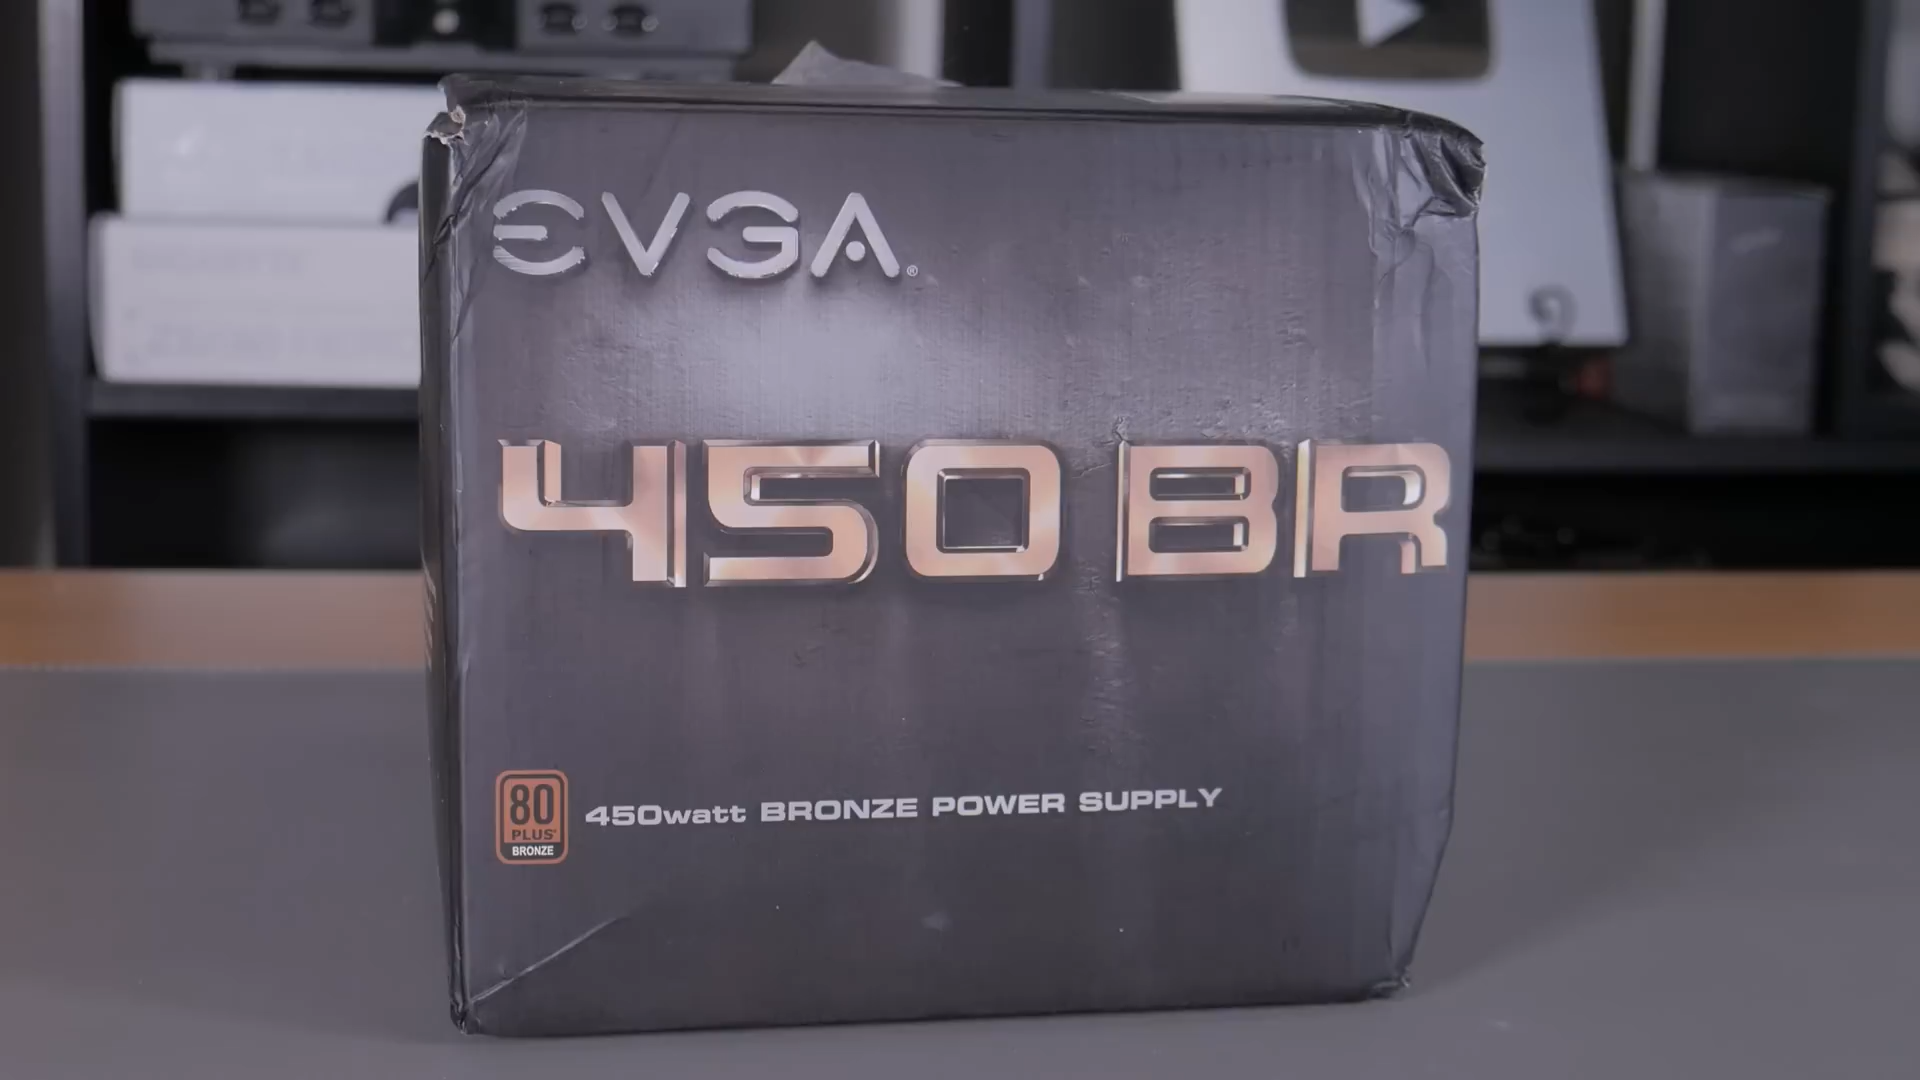 EVGA®
450 BR
80
PLUS®
BRONZE
450watt BRONZE POWER SUPPLY